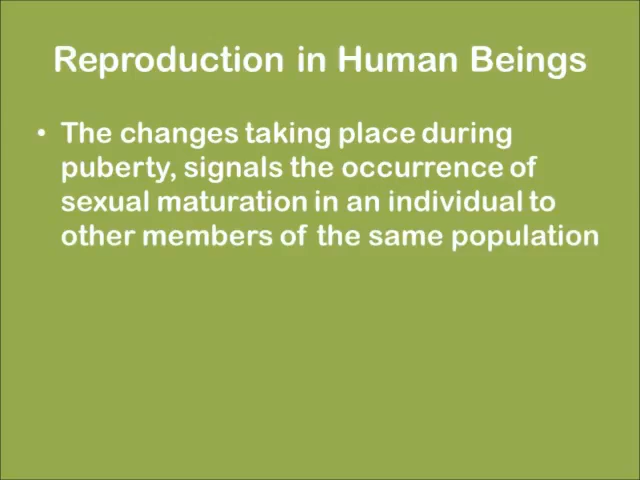 Reproduction in Human Beings
• The changes taking place during
puberty, signals the occurrence of
sexual maturation in an individual to
other members of the same population